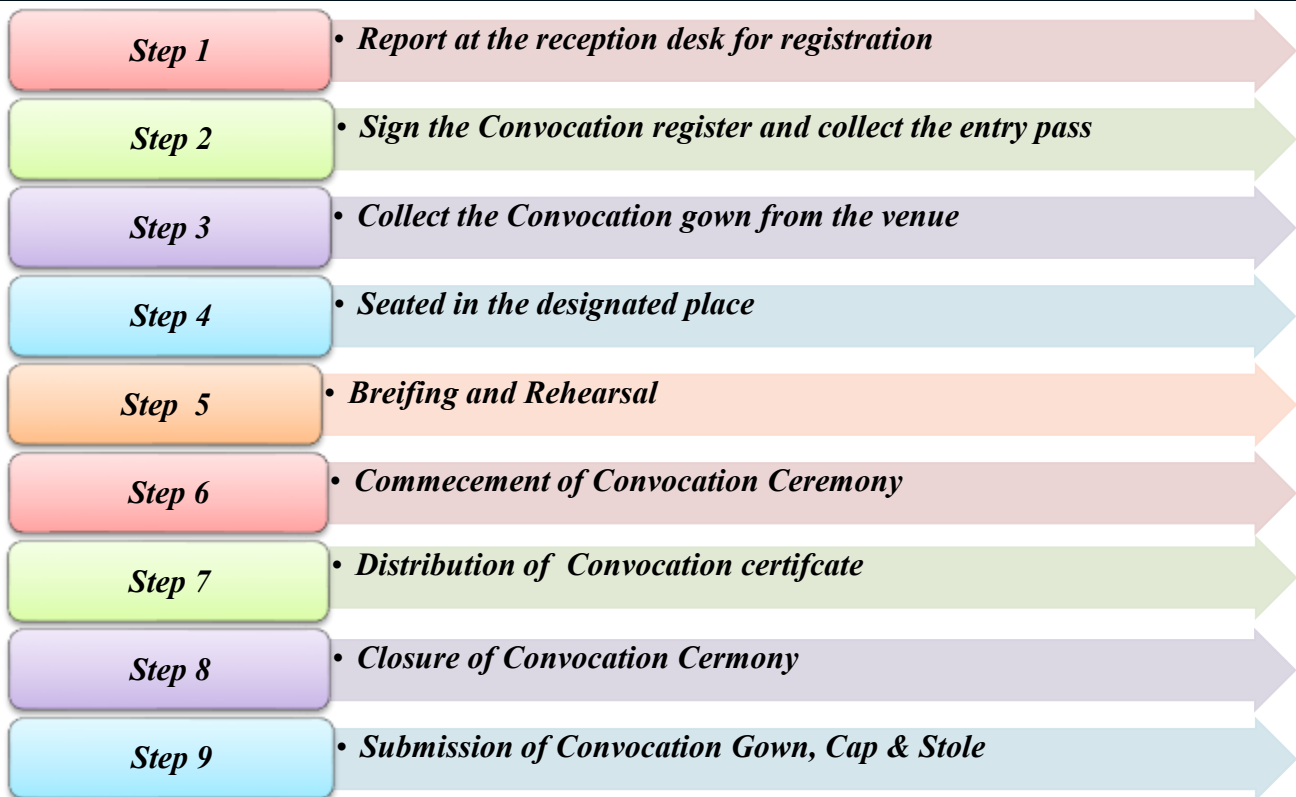 Step 1
• Report at the reception desk for registration
Step 2
• Sign the Convocation register and collect the entry pass
Step 3
• Collect the Convocation gown from the venue
Step 4
• Seated in the designated place
Step  5
• Breifing and Rehearsal
Step 6
• Commecement of Convocation Ceremony
Step 7
• Distribution of  Convocation certifcate
Step 8
• Closure of Convocation Cermony
Step 9
• Submission of Convocation Gown, Cap & Stole